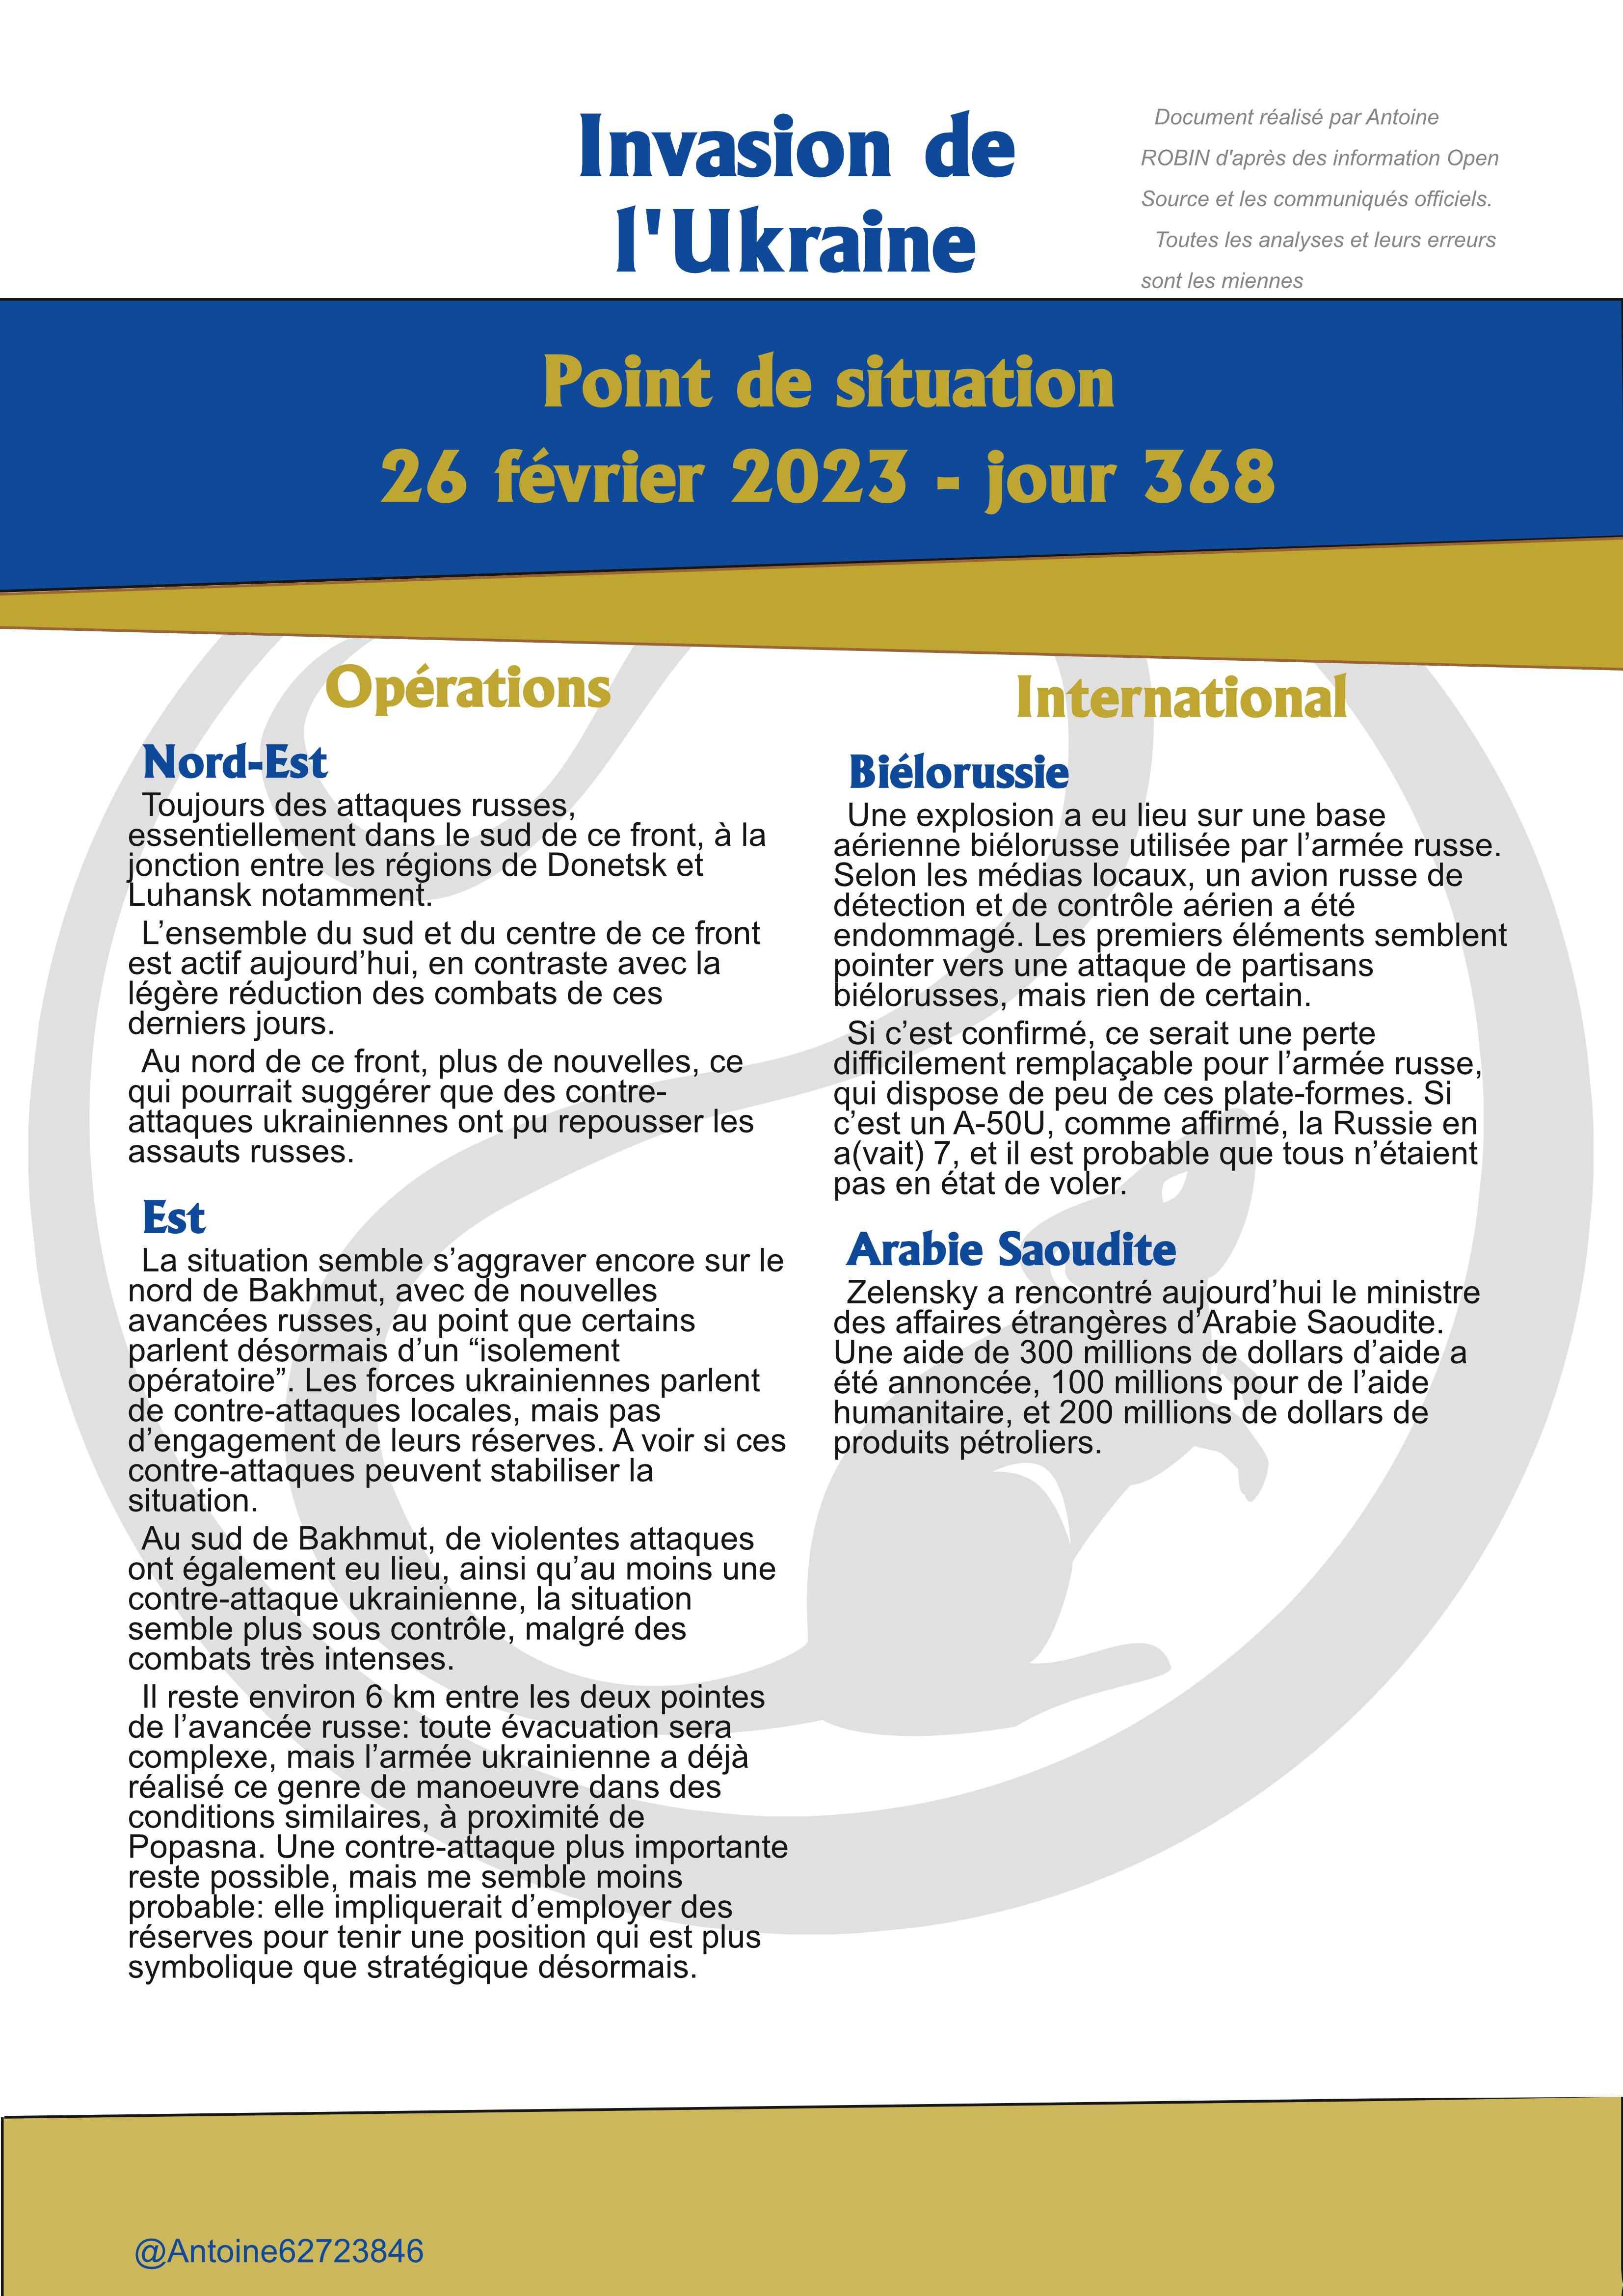 Invasion de
l'Ukraine
Document réalisé par Antoine
ROBIN d'après des information Open
Source et les communiqués officiels.
Toutes les analyses et leurs erreurs
sont les miennes
Point de situation
26 février 2023 - jour 368
Opérations
Nord-Est
Toujours des attaques russes,
essentiellement dans le sud de ce front, à la
jonction entre les régions de Donetsk et
Luhansk notamment.
L’ensemble du sud et du centre de ce front
est actif aujourd’hui, en contraste avec la
légère réduction des combats de ces
derniers jours.
Au nord de ce front, plus de nouvelles, ce
qui pourrait suggérer que des contre-
attaques ukrainiennes ont pu repousser les
assauts russes.
Est
La situation semble s’aggraver encore sur le
nord de Bakhmut, avec de nouvelles
avancées russes, au point que certains
parlent désormais d’un “isolement
opératoire”. Les forces ukrainiennes parlent
de contre-attaques locales, mais pas
d’engagement de leurs réserves. A voir si ces
contre-attaques peuvent stabiliser la
situation.
Au sud de Bakhmut, de violentes attaques
ont également eu lieu, ainsi qu’au moins une
contre-attaque ukrainienne, la situation
semble plus sous contrôle, malgré des
combats très intenses.
Il reste environ 6 km entre les deux pointes
de l’avancée russe: toute évacuation sera
complexe, mais l’armée ukrainienne a déjà
réalisé ce genre de manoeuvre dans des
conditions similaires, à proximité de
Popasna. Une contre-attaque plus importante
reste possible, mais me semble moins
probable: elle impliquerait d’employer des
réserves pour tenir une position qui est plus
symbolique que stratégique désormais.
International
Biélorussie
Une explosion a eu lieu sur une base
aérienne biélorusse utilisée par l’armée russe.
Selon les médias locaux, un avion russe de
détection et de contrôle aérien a été
endommagé. Les premiers éléments semblent
pointer vers une attaque de partisans
biélorusses, mais rien de certain.
Si c’est confirmé, ce serait une perte
difficilement remplaçable pour l’armée russe,
qui dispose de peu de ces plate-formes. Si
c’est un A-50U, comme affirmé, la Russie en
a(vait) 7, et il est probable que tous n’étaient
pas en état de voler.
Arabie Saoudite
Zelensky a rencontré aujourd’hui le ministre
des affaires étrangères d’Arabie Saoudite.
Une aide de 300 millions de dollars d’aide a
été annoncée, 100 millions pour de l’aide
humanitaire, et 200 millions de dollars de
produits pétroliers.
@Antoine62723846